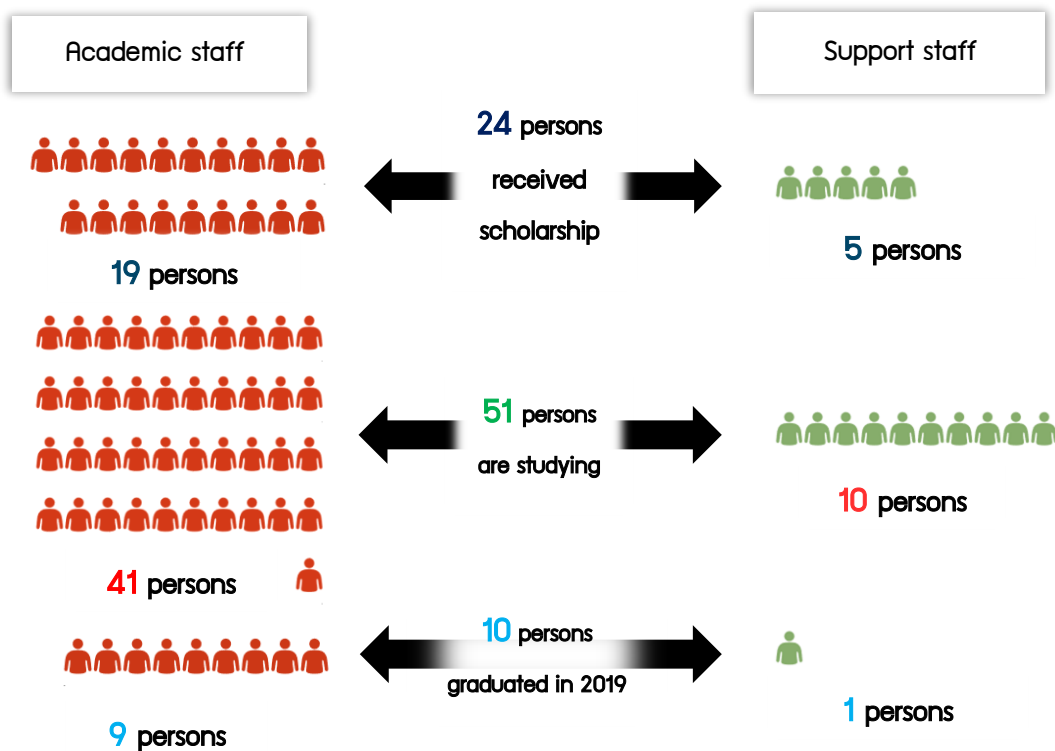 Academic staff
Support staff
24 persons
received
scholarship
19 persons
5 persons
51 persons
are studying
41 persons
10 persons
10 persons
graduated in 2019
9 persons
1 persons